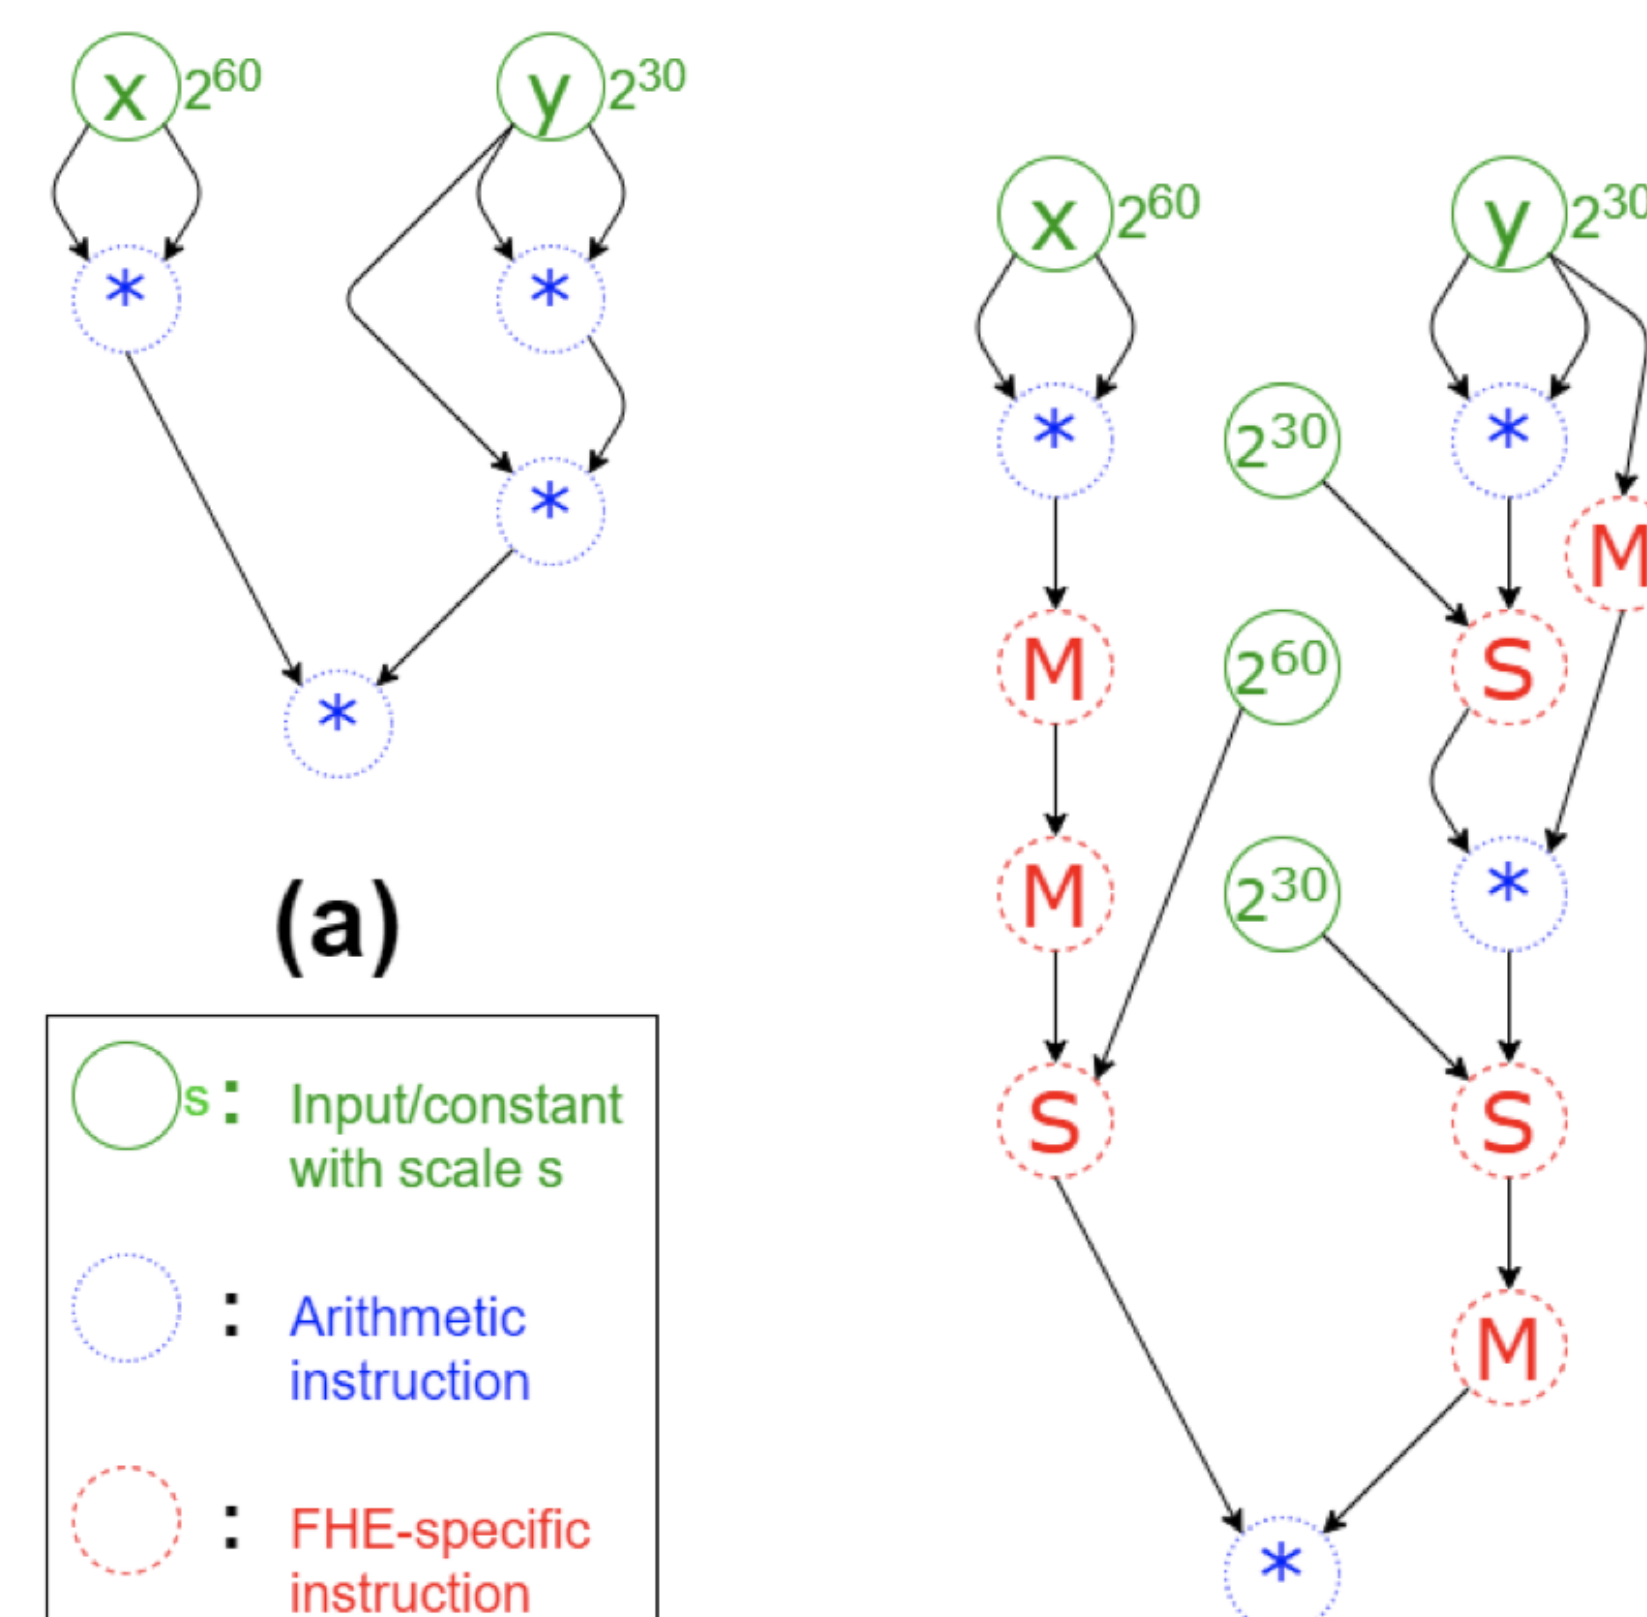 x 2^60 y 2^30
*
*
*
*
(a)
s : Input/constant
with scale s
: Arithmetic
instruction
: FHE-specific
instruction
x 2^60 y 2^30
* 2^30 *
M
M 2^60 S
M 2^30 *
S S
M
*